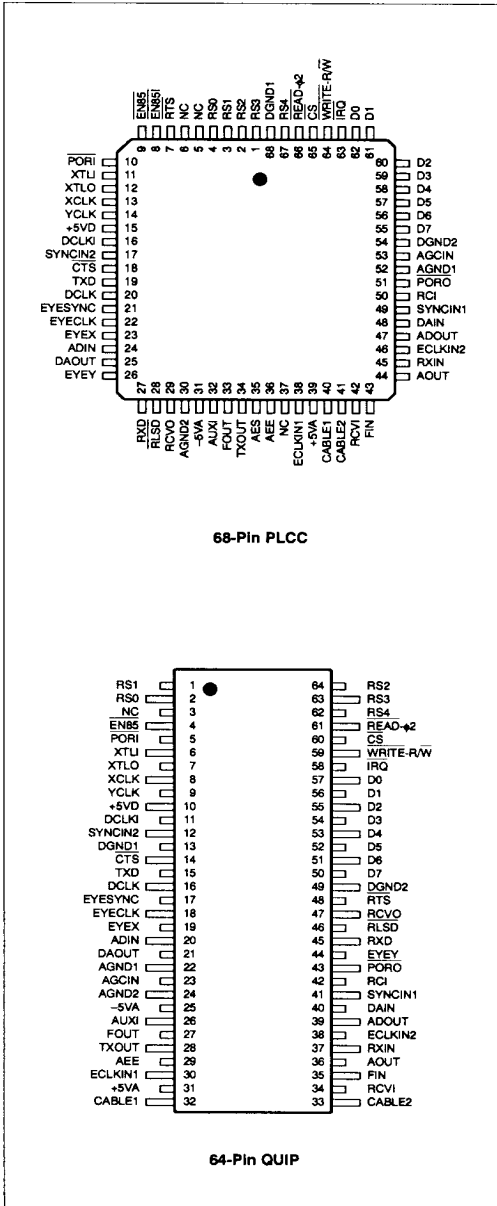 EN85 EN85I RTS NC NC RS0 RS1 RS2 RS3 DGND1 RS4 READ-φ2 CS WRITE-R/W IRQ D0 D1
9 8 7 6 5 4 3 2 1 68 67 66 65 64 63 62 61
PORI 10 60 D2
XTLI 11 59 D3
XTLO 12 58 D4
XCLK 13 57 D5
YCLK 14 56 D6
+5VD 15 55 D7
DCLKI 16 54 DGND2
SYNCIN2 17 53 AGCIN
CTS 18 52 AGND1
TXD 19 51 PORO
DCLK 20 50 RCI
EYESYNC 21 49 SYNCIN1
EYECLK 22 48 DAIN
EYEX 23 47 ADOUT
ADIN 24 46 ECLKIN2
DAOUT 25 45 RXIN
EYEY 26 44 AOUT
27 28 29 30 31 32 33 34 35 36 37 38 39 40 41 42 43
RXD RLSD RCVO AGND2 -5VA AUXI FOUT TXOUT AES AEE NC ECLKIN1 +5VA CABLE1 CABLE2 RCVI FIN
68-Pin PLCC
RS1 1 64 RS2
RS0 2 63 RS3
NC 3 62 RS4
EN85 4 61 READ-φ2
PORI 5 60 CS
XTLI 6 59 WRITE-R/W
XTLO 7 58 IRQ
XCLK 8 57 D0
YCLK 9 56 D1
+5VD 10 55 D2
DCLKI 11 54 D3
SYNCIN2 12 53 D4
DGND1 13 52 D5
CTS 14 51 D6
TXD 15 50 D7
DCLK 16 49 DGND2
EYESYNC 17 48 RTS
EYECLK 18 47 RCVO
EYEX 19 46 RLSD
ADIN 20 45 RXD
DAOUT 21 44 EYEY
AGND1 22 43 PORO
AGCIN 23 42 RCI
AGND2 24 41 SYNCIN1
-5VA 25 40 DAIN
AUXI 26 39 ADOUT
FOUT 27 38 ECLKIN2
TXOUT 28 37 RXIN
AEE 29 36 AOUT
ECLKIN1 30 35 FIN
+5VA 31 34 RCVI
CABLE1 32 33 CABLE2
64-Pin QUIP